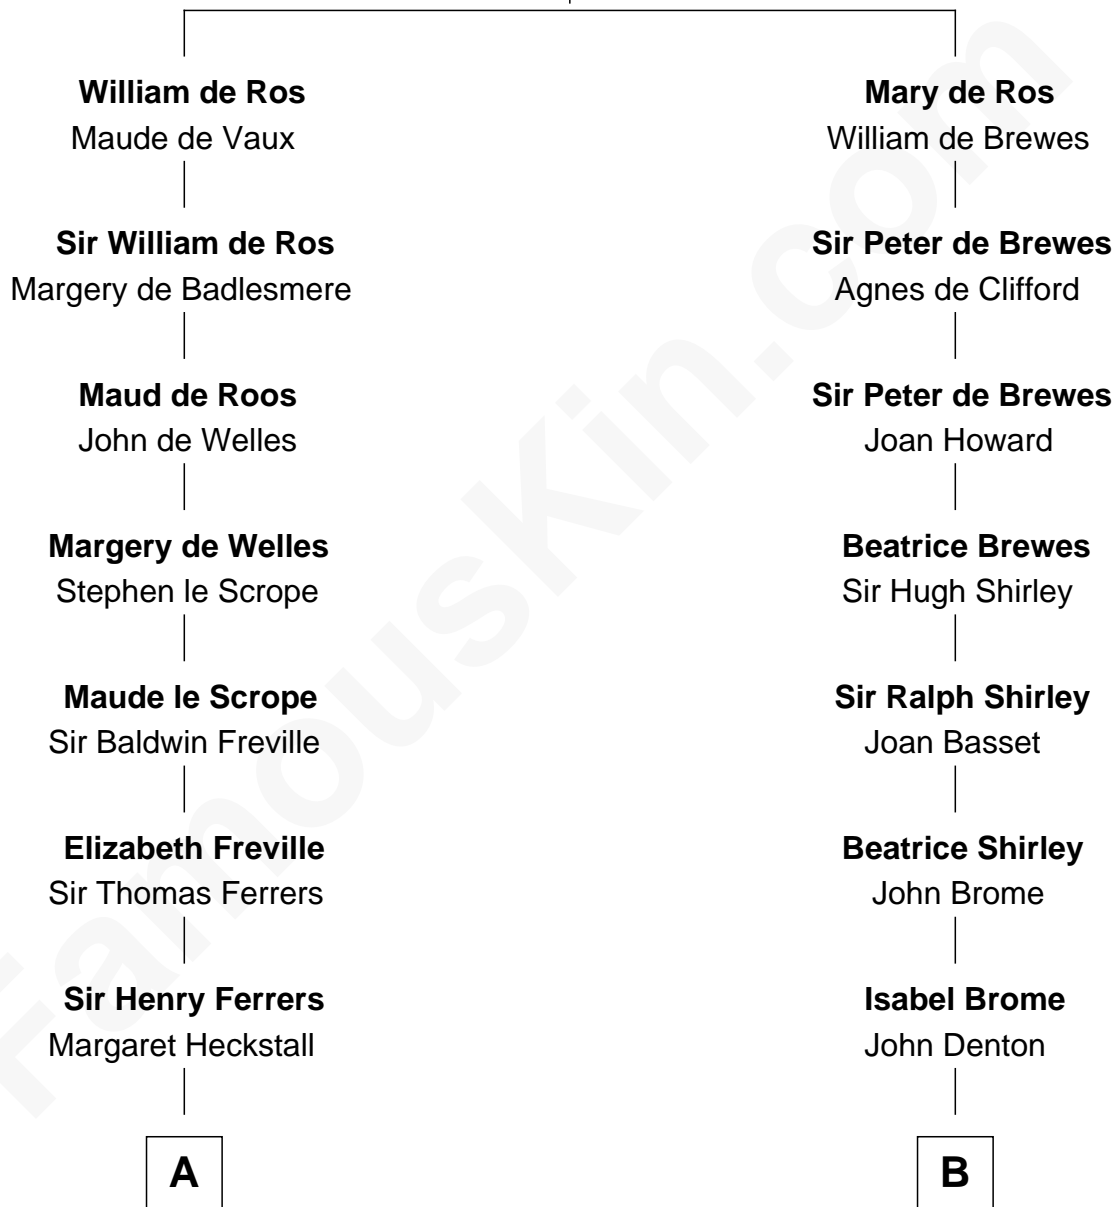 William de Ros
Maude de Vaux
Mary de Ros
William de Brewes
Sir William de Ros
Margery de Badlesmere
Sir Peter de Brewes
Agnes de Clifford
Maud de Roos
John de Welles
Sir Peter de Brewes
Joan Howard
Margery de Welles
Stephen le Scrope
Beatrice Brewes
Sir Hugh Shirley
Maude le Scrope
Sir Baldwin Freville
Sir Ralph Shirley
Joan Basset
Elizabeth Freville
Sir Thomas Ferrers
Beatrice Shirley
John Brome
Sir Henry Ferrers
Margaret Heckstall
Isabel Brome
John Denton
A
B
FamousKin.com